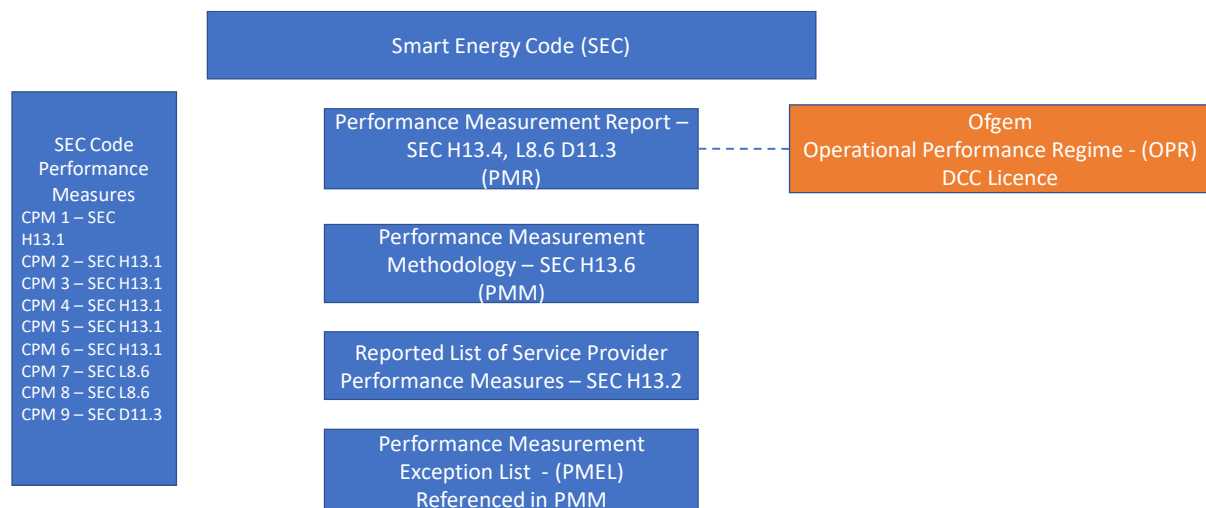 Smart Energy Code (SEC)
SEC Code
Performance
Measures
CPM 1 – SEC
H13.1
CPM 2 – SEC H13.1
CPM 3 – SEC H13.1
CPM 4 – SEC H13.1
CPM 5 – SEC H13.1
CPM 6 – SEC H13.1
CPM 7 – SEC L8.6
CPM 8 – SEC L8.6
CPM 9 – SEC D11.3
Performance Measurement Report –
SEC H13.4, L8.6 D11.3
(PMR)
Ofgem
Operational Performance Regime - (OPR)
DCC Licence
Performance Measurement
Methodology – SEC H13.6
(PMM)
Reported List of Service Provider
Performance Measures – SEC H13.2
Performance Measurement
Exception List - (PMEL)
Referenced in PMM